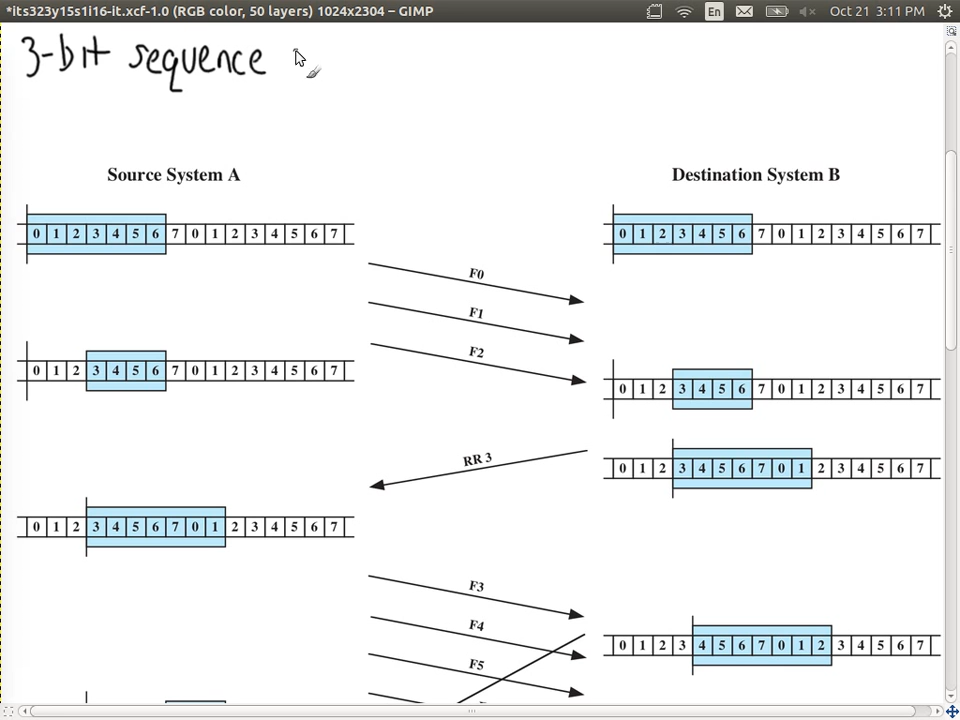 *its323y15s1i16-it.xcf-1.0 (RGB color, 50 layers) 1024x2304 – GIMP
En
Oct 21 3:11 PM
3-bit sequence
Source System A
Destination System B
0 1 2 3 4 5 6 7 0 1 2 3 4 5 6 7
0 1 2 3 4 5 6 7 0 1 2 3 4 5 6 7
F0
F1
F2
0 1 2 3 4 5 6 7 0 1 2 3 4 5 6 7
0 1 2 3 4 5 6 7 0 1 2 3 4 5 6 7
RR 3
0 1 2 3 4 5 6 7 0 1 2 3 4 5 6 7
0 1 2 3 4 5 6 7 0 1 2 3 4 5 6 7
F3
F4
0 1 2 3 4 5 6 7 0 1 2 3 4 5 6 7
F5